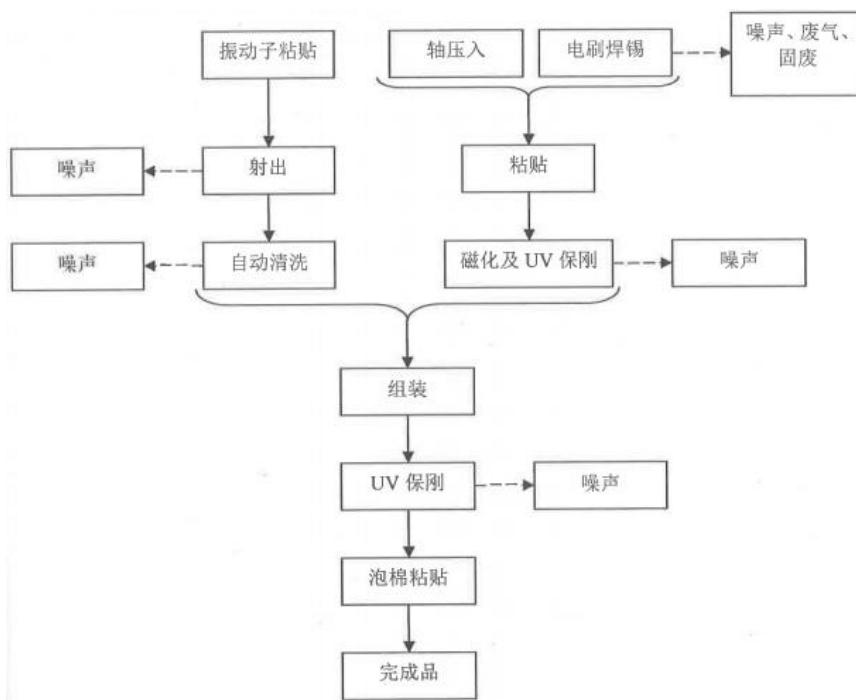 振动子粘贴
轴压入
电刷焊锡
噪声、废气、
固废
噪声
射出
粘贴
噪声
自动清洗
磁化及 UV 保刚
噪声
组装
UV 保刚
噪声
泡棉粘贴
完成品